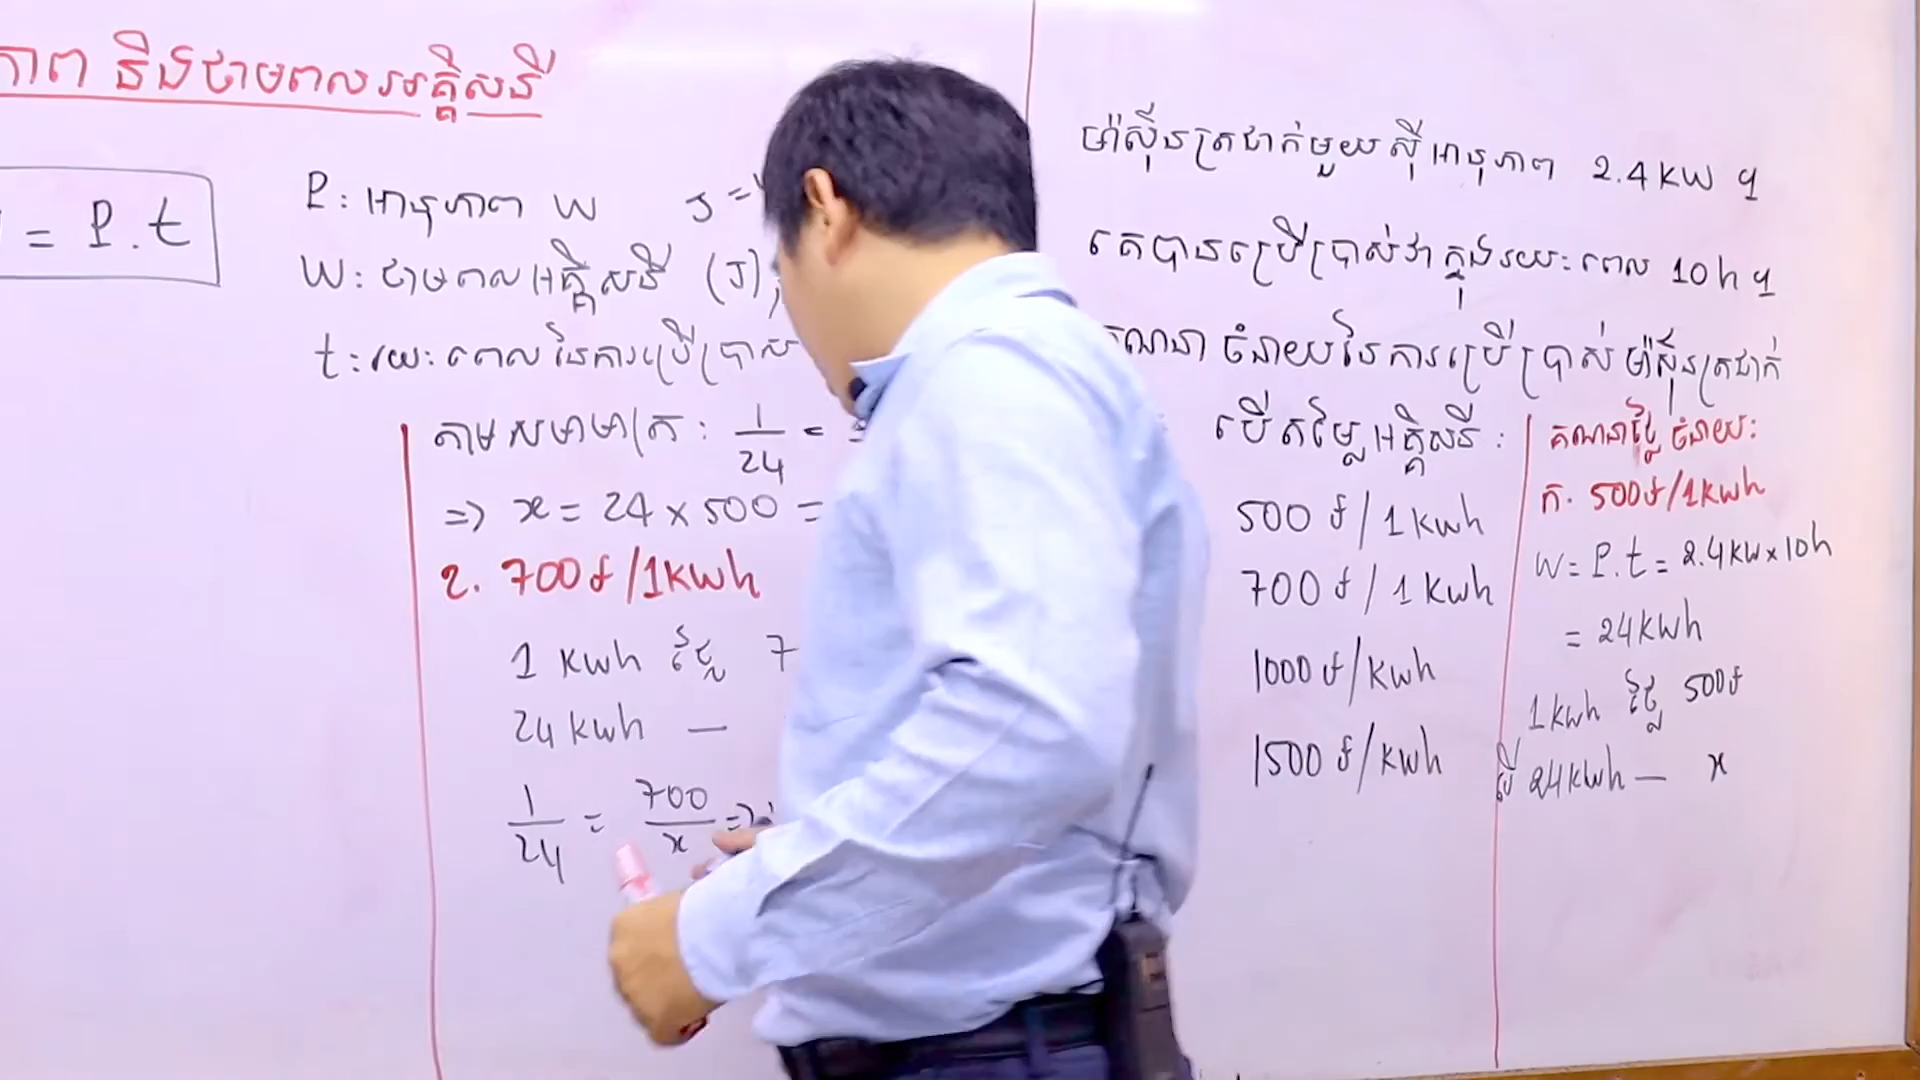 ភាព និងថាមពលអគ្គិសនី
= P.t
P: អានុភាព W J =
W: ថាមពលអគ្គិសនី (J),
t: រយ:ពេល នៃការប្រើប្រាស
តាមសមាមាត្រ: 1/24 =
=> x = 24 x 500 =
2. 700៛/1Kwh
1 Kwh ថ្លៃ 7
24 Kwh —
1/24 = 700/x =>
ម៉ាស៊ីនត្រជាក់មួយស៊ីអានុភាព 2.4KW ។
គេបានប្រើប្រាស់វាក្នុងរយ:ពេល 10h ។
គណនា ចំនាយនៃការប្រើប្រាស់ម៉ាស៊ីនត្រជាក់
បើតម្លៃអគ្គិសនី :
500 ៛/1Kwh
700 ៛/1Kwh
1000 ៛/Kwh
1500 ៛/Kwh
គណនាថ្លៃចំនាយ:
ក. 500៛/1Kwh
W= P.t = 2.4KW x 10h
= 24Kwh
1Kwh ថ្លៃ 500៛
បើ 24Kwh — x